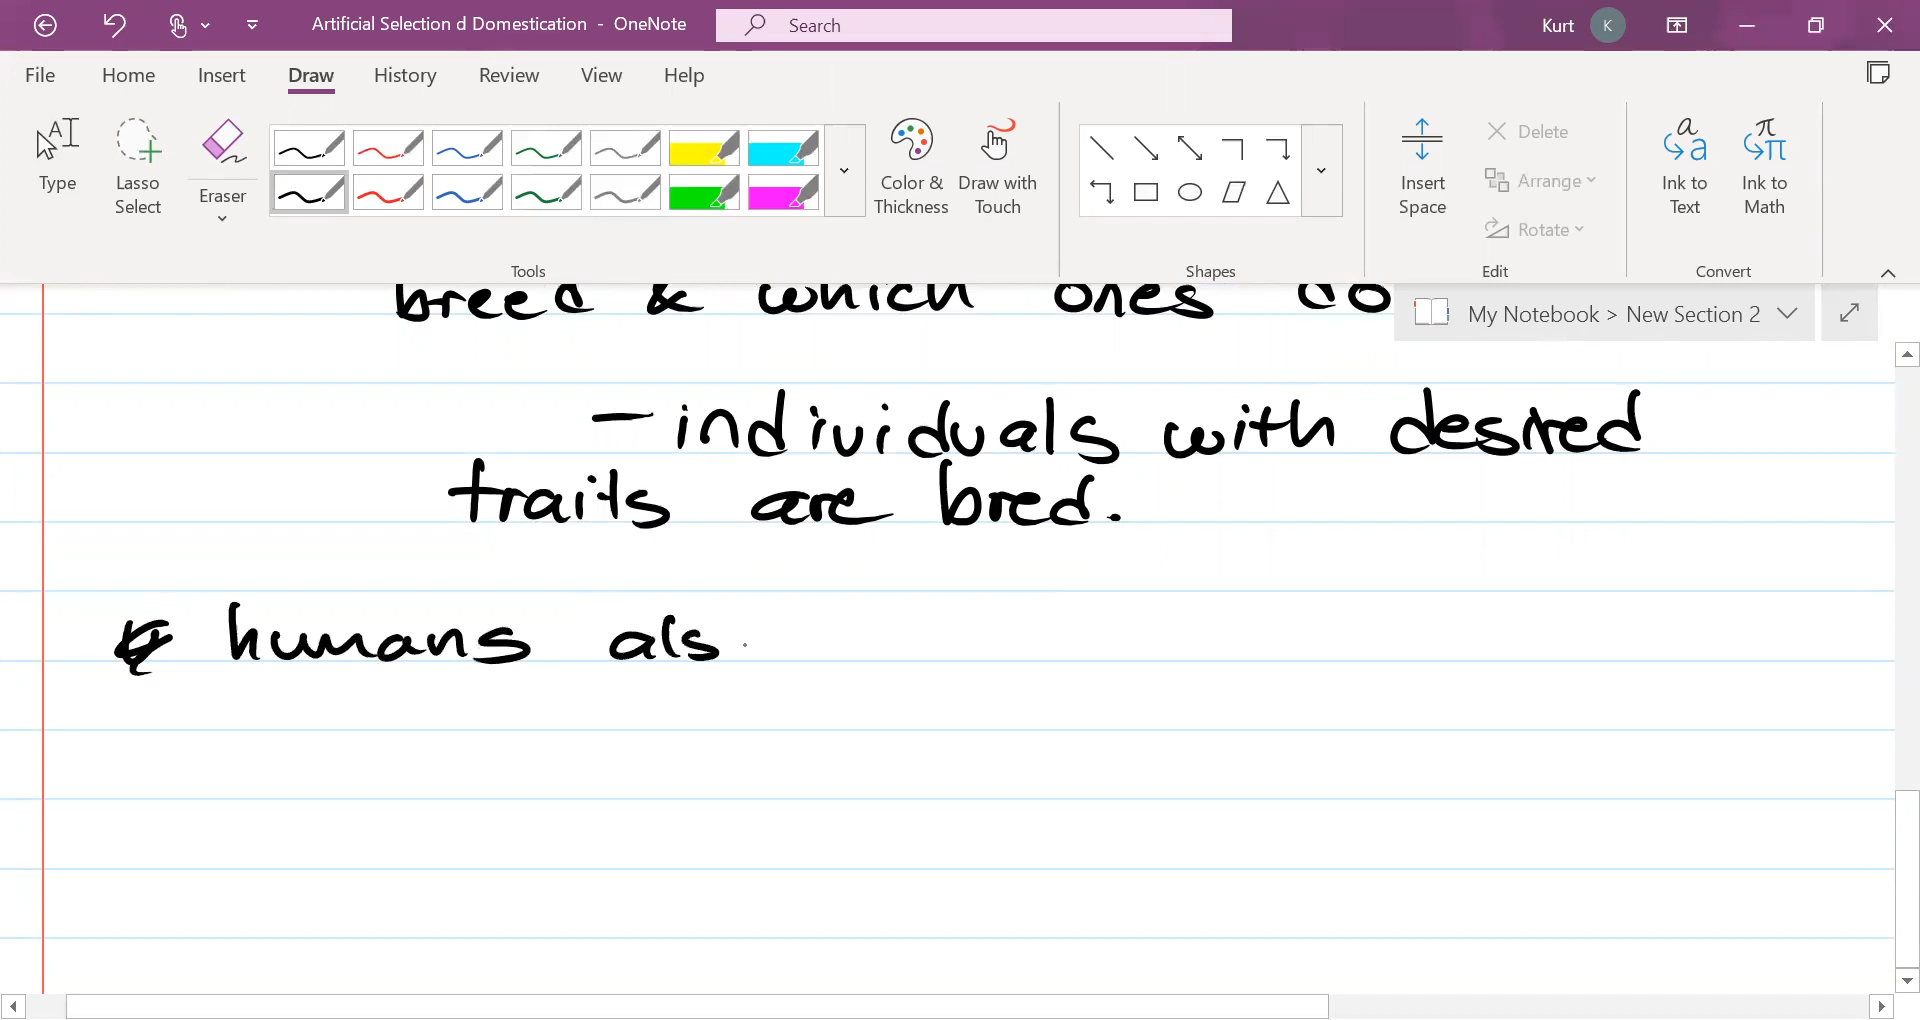 Artificial Selection d Domestication - OneNote
Search
Kurt
K
File Home Insert Draw History Review View Help
Type
Lasso Select
Eraser
Color & Thickness
Draw with Touch
Insert Space
Delete
Arrange
Rotate
Ink to Text
Ink to Math
Tools
Shapes
Edit
Convert
My Notebook > New Section 2
breed & which ones do
- individuals with desired
traits are bred.
humans als